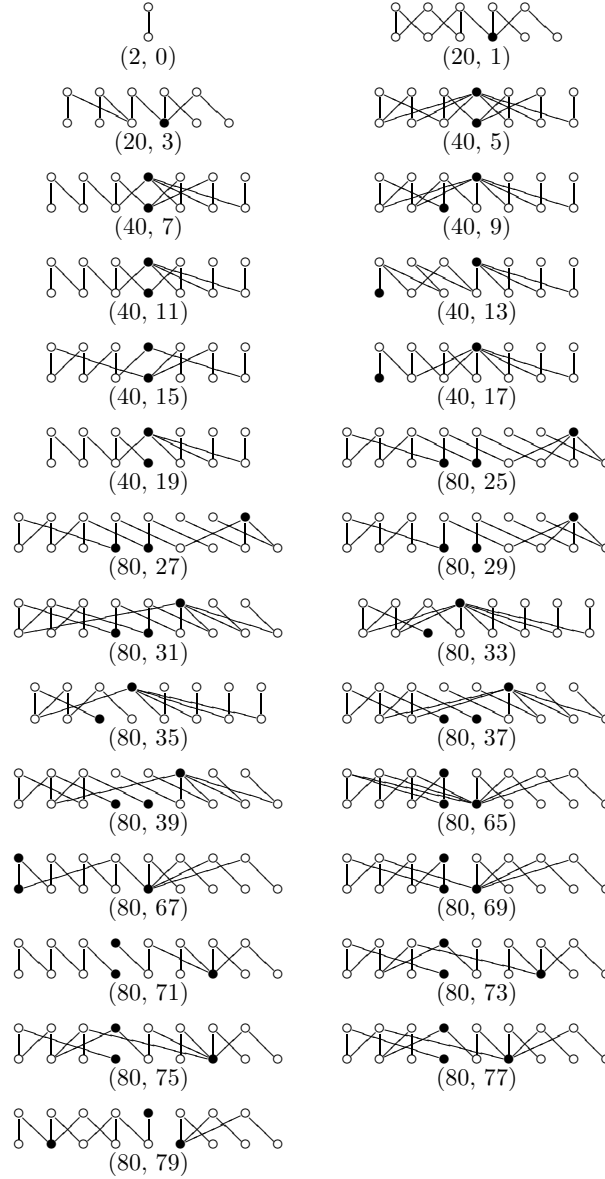 (2, 0) (20, 1)
(20, 3) (40, 5)
(40, 7) (40, 9)
(40, 11) (40, 13)
(40, 15) (40, 17)
(40, 19) (80, 25)
(80, 27) (80, 29)
(80, 31) (80, 33)
(80, 35) (80, 37)
(80, 39) (80, 65)
(80, 67) (80, 69)
(80, 71) (80, 73)
(80, 75) (80, 77)
(80, 79)